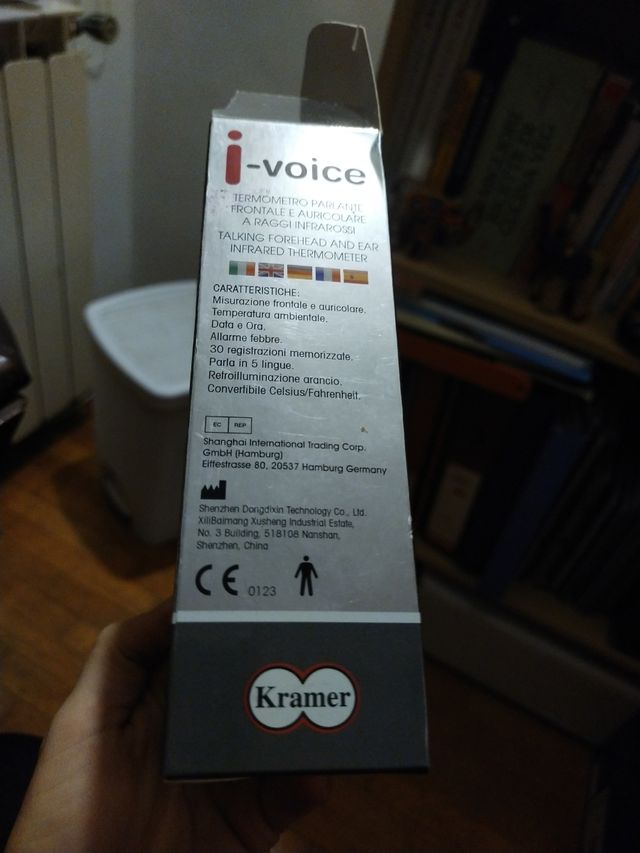 i-voice
TERMOMETRO PARLANTE
FRONTALE E AURICOLARE
A RAGGI INFRAROSSI
TALKING FOREHEAD AND EAR
INFRARED THERMOMETER
CARATTERISTICHE:
Misurazione frontale e auricolare.
Temperatura ambientale.
Data e Ora.
Allarme febbre.
30 registrazioni memorizzate.
Parla in 5 lingue.
Retroilluminazione arancio.
Convertibile Celsius/Fahrenheit.
EC REP
Shanghai International Trading Corp.
GmbH (Hamburg)
Eiffestrasse 80, 20537 Hamburg Germany
Shenzhen Dongdixin Technology Co., Ltd.
XiliBaimang Xusheng Industrial Estate,
No. 3 Building, 518108 Nanshan,
Shenzhen, China
CE 0123
Kramer